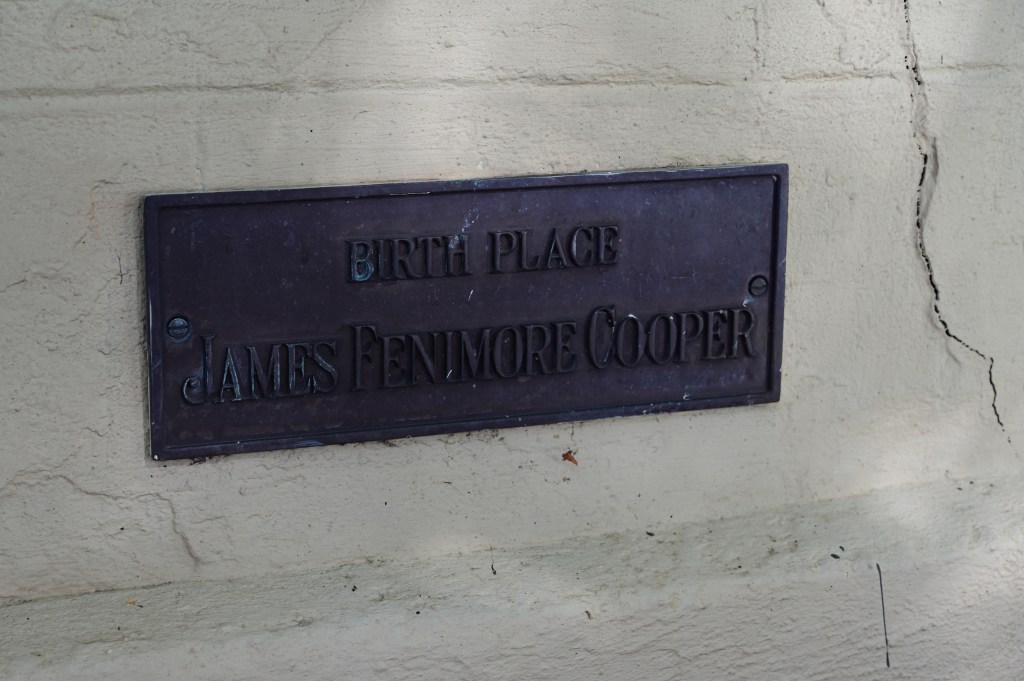 BIRTH PLACE
JAMES FENIMORE COOPER